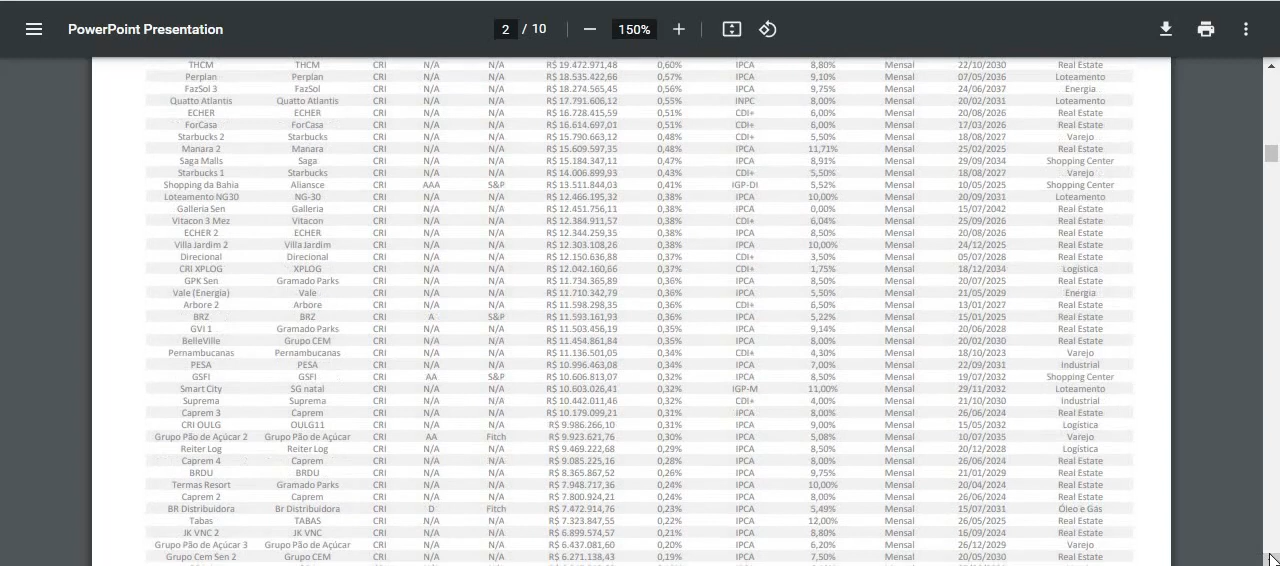 PowerPoint Presentation 2 / 10 150%
THCM THCM CRI N/A N/A R$ 19.472.971,48 0,60% IPCA 8,80% Mensal 22/10/2030 Real Estate
Perplan Perplan CRI N/A N/A R$ 18.535.422,66 0,57% IPCA 9,10% Mensal 07/05/2036 Loteamento
FazSol 3 FazSol CRI N/A N/A R$ 18.274.565,45 0,56% IPCA 9,75% Mensal 24/06/2037 Energia
Quatto Atlantis Quatto Atlantis CRI N/A N/A R$ 17.791.606,12 0,55% INPC 8,00% Mensal 20/02/2031 Loteamento
ECHER ECHER CRI N/A N/A R$ 16.728.415,59 0,51% CDI+ 6,00% Mensal 20/08/2026 Real Estate
ForCasa ForCasa CRI N/A N/A R$ 16.614.697,01 0,51% CDI+ 6,00% Mensal 17/03/2026 Real Estate
Starbucks 2 Starbucks CRI N/A N/A R$ 15.790.663,12 0,48% CDI+ 5,50% Mensal 18/08/2027 Varejo
Manara 2 Manara CRI N/A N/A R$ 15.609.597,35 0,48% IPCA 11,71% Mensal 25/02/2025 Real Estate
Saga Malls Saga CRI N/A N/A R$ 15.184.347,11 0,47% IPCA 8,91% Mensal 29/09/2034 Shopping Center
Starbucks 1 Starbucks CRI N/A N/A R$ 14.006.899,93 0,43% CDI+ 5,50% Mensal 18/08/2027 Varejo
Shopping da Bahia Aliansce CRI AAA S&P R$ 13.511.844,03 0,41% IGP-DI 5,52% Mensal 10/05/2025 Shopping Center
Loteamento NG30 NG-30 CRI N/A N/A R$ 12.466.195,32 0,38% IPCA 10,00% Mensal 20/09/2031 Loteamento
Galleria Sen Galleria CRI N/A N/A R$ 12.451.756,11 0,38% IPCA 0,00% Mensal 15/07/2042 Real Estate
Vitacon 3 Mez Vitacon CRI N/A N/A R$ 12.384.911,57 0,38% CDI+ 6,04% Mensal 25/09/2026 Real Estate
ECHER 2 ECHER CRI N/A N/A R$ 12.344.259,35 0,38% IPCA 8,50% Mensal 20/08/2026 Real Estate
Villa Jardim 2 Villa Jardim CRI N/A N/A R$ 12.303.108,26 0,38% IPCA 10,00% Mensal 24/12/2025 Real Estate
Direcional Direcional CRI N/A N/A R$ 12.150.636,88 0,37% CDI+ 3,50% Mensal 05/07/2028 Real Estate
CRI XPLOG XPLOG CRI N/A N/A R$ 12.042.160,66 0,37% CDI+ 1,75% Mensal 18/12/2034 Logística
GPK Sen Gramado Parks CRI N/A N/A R$ 11.734.365,89 0,36% IPCA 8,50% Mensal 20/07/2025 Real Estate
Vale (Energia) Vale CRI N/A N/A R$ 11.710.342,79 0,36% IPCA 5,50% Mensal 21/05/2029 Energia
Arbore 2 Arbore CRI N/A N/A R$ 11.598.298,35 0,36% CDI+ 6,50% Mensal 13/01/2027 Real Estate
BRZ BRZ CRI A S&P R$ 11.593.161,93 0,36% IPCA 5,22% Mensal 15/01/2025 Real Estate
GVI 1 Gramado Parks CRI N/A N/A R$ 11.503.456,19 0,35% IPCA 9,14% Mensal 20/06/2028 Real Estate
BelleVille Grupo CEM CRI N/A N/A R$ 11.454.861,84 0,35% IPCA 8,00% Mensal 20/02/2030 Real Estate
Pernambucanas Pernambucanas CRI N/A N/A R$ 11.136.501,05 0,34% CDI+ 4,30% Mensal 18/10/2023 Varejo
PESA PESA CRI N/A N/A R$ 10.996.463,08 0,34% IPCA 7,00% Mensal 22/09/2031 Industrial
GSFI GSFI CRI AA S&P R$ 10.606.813,07 0,32% IPCA 8,50% Mensal 19/07/2032 Shopping Center
Smart City SG natal CRI N/A N/A R$ 10.603.026,41 0,32% IGP-M 11,00% Mensal 29/11/2032 Loteamento
Suprema Suprema CRI N/A N/A R$ 10.442.011,46 0,32% CDI+ 4,00% Mensal 21/10/2030 Industrial
Caprem 3 Caprem CRI N/A N/A R$ 10.179.099,21 0,31% IPCA 8,00% Mensal 26/06/2024 Real Estate
CRI OULG OULG11 CRI N/A N/A R$ 9.986.266,10 0,31% IPCA 9,00% Mensal 15/05/2032 Logística
Grupo Pão de Açúcar 2 Grupo Pão de Açúcar CRI AA Fitch R$ 9.923.621,76 0,30% IPCA 5,08% Mensal 10/07/2035 Varejo
Reiter Log Reiter Log CRI N/A N/A R$ 9.469.222,68 0,29% IPCA 8,50% Mensal 20/12/2028 Logística
Caprem 4 Caprem CRI N/A N/A R$ 9.085.225,16 0,28% IPCA 8,00% Mensal 26/06/2024 Real Estate
BRDU BRDU CRI N/A N/A R$ 8.365.867,52 0,26% IPCA 9,75% Mensal 21/01/2029 Real Estate
Termas Resort Gramado Parks CRI N/A N/A R$ 7.948.717,36 0,24% IPCA 10,00% Mensal 20/04/2024 Real Estate
Caprem 2 Caprem CRI N/A N/A R$ 7.800.924,21 0,24% IPCA 8,00% Mensal 26/06/2024 Real Estate
BR Distribuidora Br Distribuidora CRI D Fitch R$ 7.472.914,76 0,23% IPCA 5,49% Mensal 15/07/2031 Óleo e Gás
Tabas TABAS CRI N/A N/A R$ 7.323.847,55 0,22% IPCA 12,00% Mensal 26/05/2025 Real Estate
JK VNC 2 JK VNC CRI N/A N/A R$ 6.899.574,57 0,21% IPCA 8,80% Mensal 16/09/2024 Real Estate
Grupo Pão de Açúcar 3 Grupo Pão de Açúcar CRI N/A N/A R$ 6.437.081,60 0,20% IPCA 6,20% Mensal 26/12/2029 Varejo
Grupo Cem Sen 2 Grupo CEM CRI N/A N/A R$ 6.271.138,43 0,19% IPCA 7,50% Mensal 20/05/2030 Real Estate